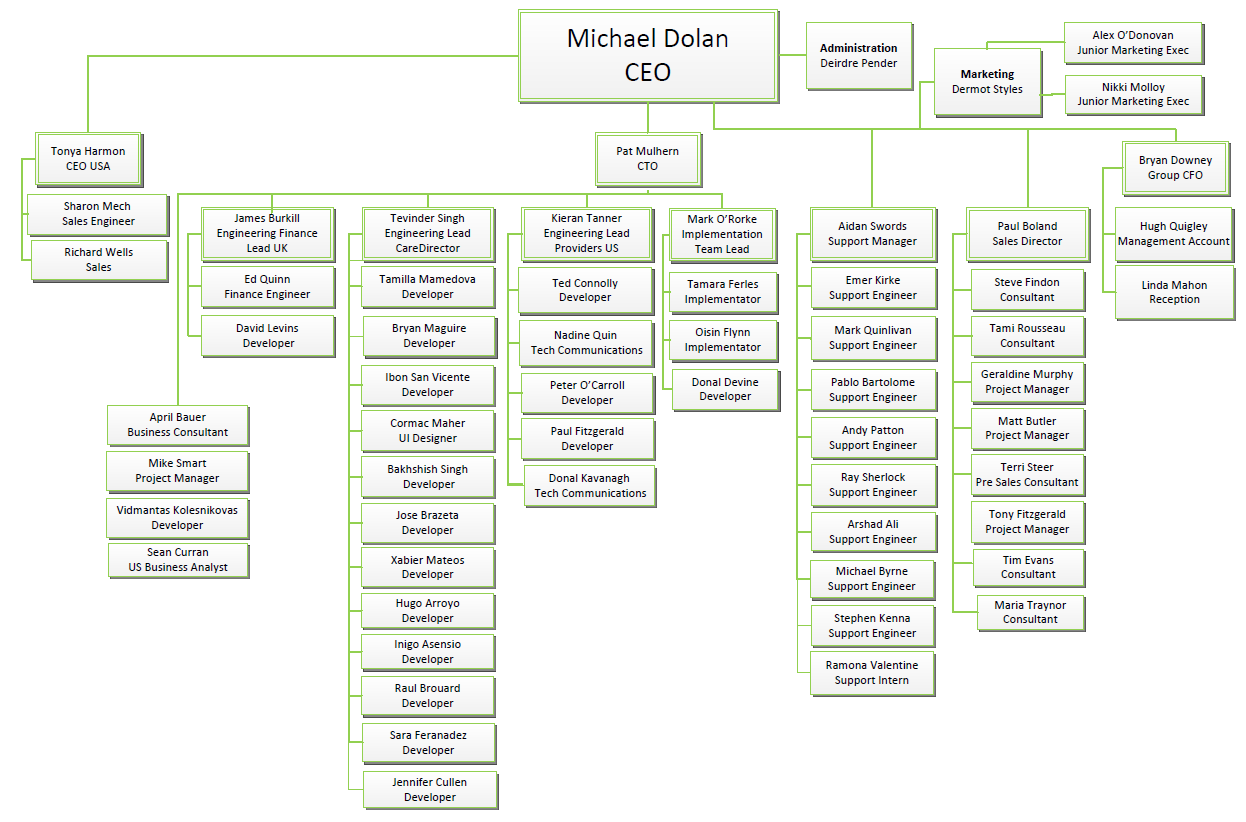 Michael Dolan
CEO
Administration
Deirdre Pender
Marketing
Dermot Styles
Alex O’Donovan
Junior Marketing Exec
Nikki Molloy
Junior Marketing Exec
Tonya Harmon
CEO USA
Sharon Mech
Sales Engineer
Richard Wells
Sales
Pat Mulhern
CTO
April Bauer
Business Consultant
Mike Smart
Project Manager
Vidmantas Kolesnikovas
Developer
Sean Curran
US Business Analyst
James Burkill
Engineering Finance
Lead UK
Ed Quinn
Finance Engineer
David Levins
Developer
Tevinder Singh
Engineering Lead
CareDirector
Tamilla Mamedova
Developer
Bryan Maguire
Developer
Ibon San Vicente
Developer
Cormac Maher
UI Designer
Bakhshish Singh
Developer
Jose Brazeta
Developer
Xabier Mateos
Developer
Hugo Arroyo
Developer
Inigo Asensio
Developer
Raul Brouard
Developer
Sara Feranadez
Developer
Jennifer Cullen
Developer
Kieran Tanner
Engineering Lead
Providers US
Ted Connolly
Developer
Nadine Quin
Tech Communications
Peter O’Carroll
Developer
Paul Fitzgerald
Developer
Donal Kavanagh
Tech Communications
Mark O’Rorke
Implementation
Team Lead
Tamara Ferles
Implementator
Oisin Flynn
Implementator
Donal Devine
Developer
Aidan Swords
Support Manager
Emer Kirke
Support Engineer
Mark Quinlivan
Support Engineer
Pablo Bartolome
Support Engineer
Andy Patton
Support Engineer
Ray Sherlock
Support Engineer
Arshad Ali
Support Engineer
Michael Byrne
Support Engineer
Stephen Kenna
Support Engineer
Ramona Valentine
Support Intern
Paul Boland
Sales Director
Steve Findon
Consultant
Tami Rousseau
Consultant
Geraldine Murphy
Project Manager
Matt Butler
Project Manager
Terri Steer
Pre Sales Consultant
Tony Fitzgerald
Project Manager
Tim Evans
Consultant
Maria Traynor
Consultant
Bryan Downey
Group CFO
Hugh Quigley
Management Account
Linda Mahon
Reception